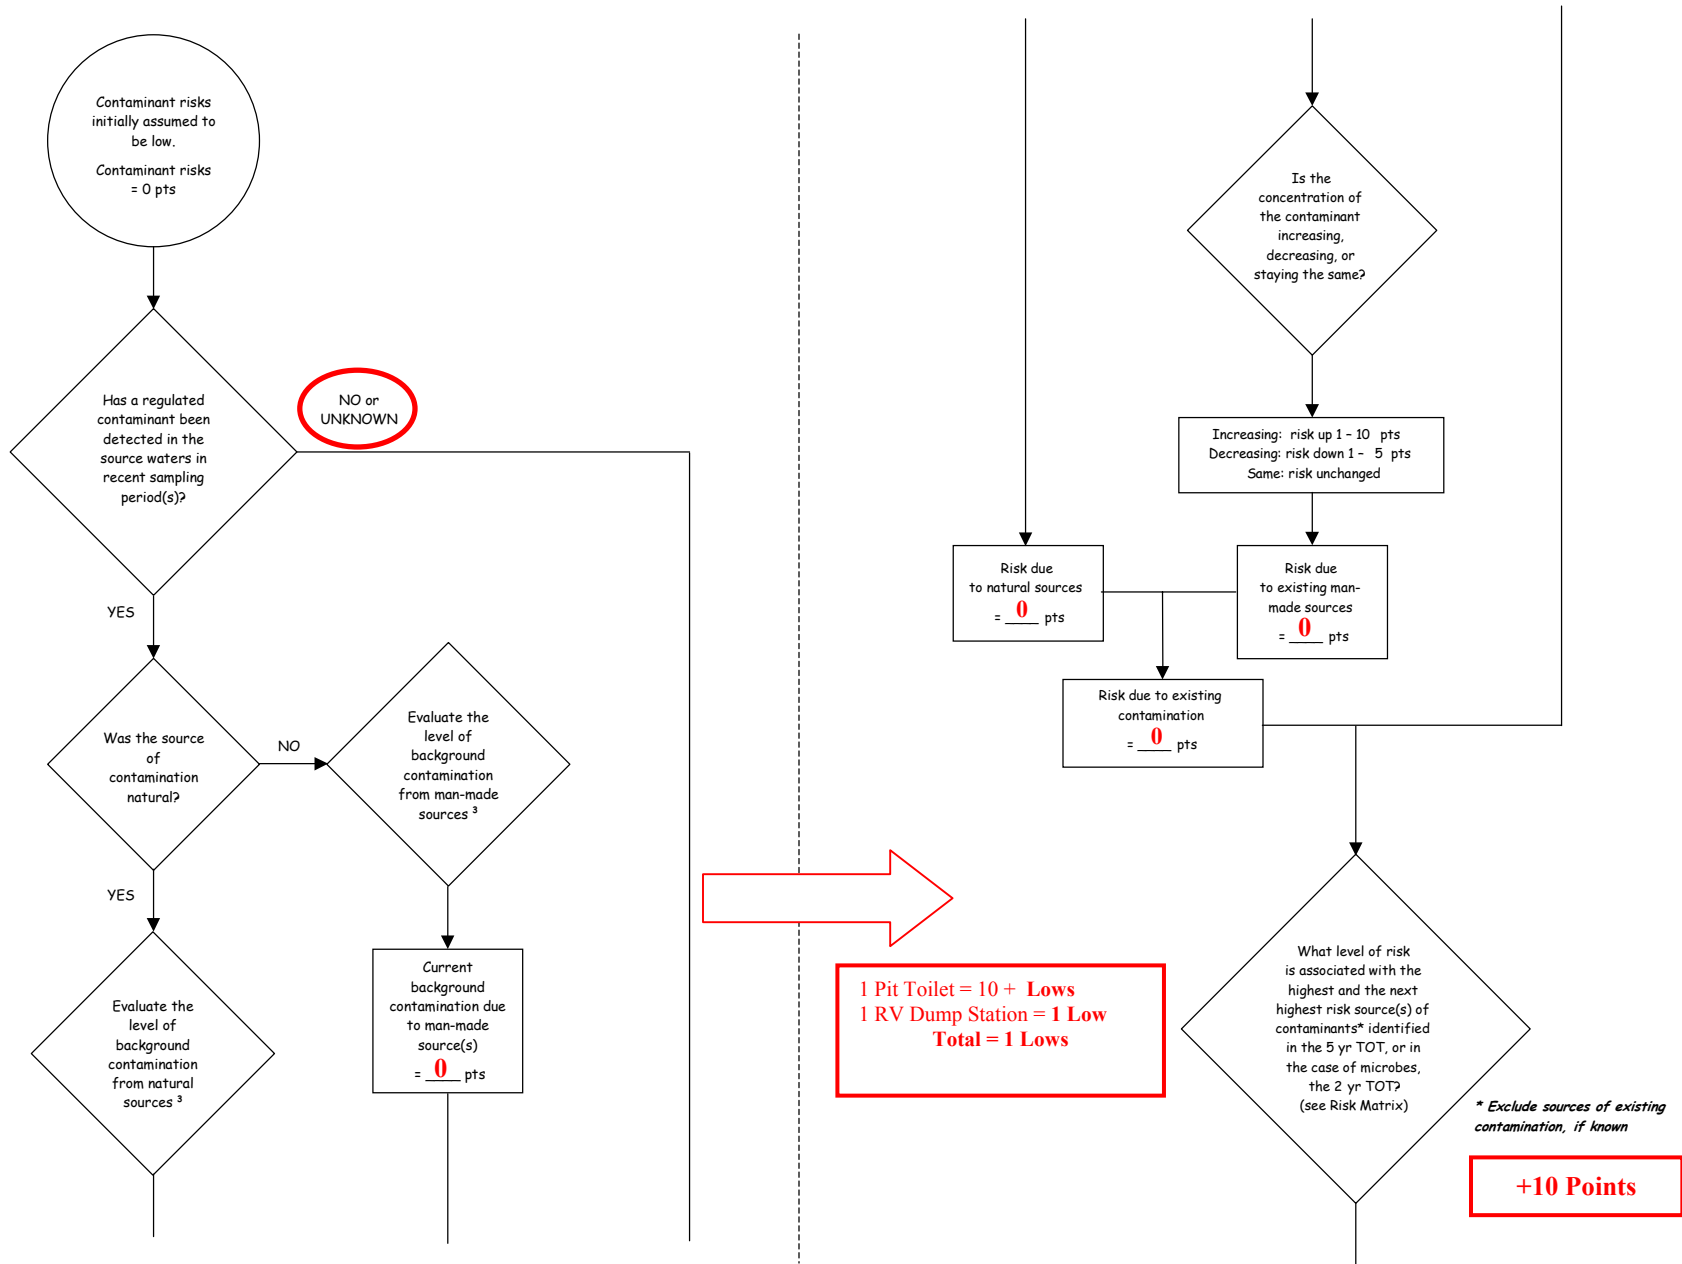 Contaminant risks
initially assumed to
be low.
Contaminant risks
= 0 pts
Has a regulated
contaminant been
detected in the
source waters in
recent sampling
period(s)?
NO or
UNKNOWN
YES
Was the source
of
contamination
natural?
NO
Evaluate the
level of
background
contamination
from man-made
sources ³
YES
Evaluate the
level of
background
contamination
from natural
sources ³
Current
background
contamination due
to man-made
source(s)
= 0 pts
Is the
concentration of
the contaminant
increasing,
decreasing, or
staying the same?
Increasing: risk up 1 – 10 pts
Decreasing: risk down 1 – 5 pts
Same: risk unchanged
Risk due
to natural sources
= 0 pts
Risk due
to existing man-
made sources
= 0 pts
Risk due to existing
contamination
= 0 pts
1 Pit Toilet = 10 + Lows
1 RV Dump Station = 1 Low
Total = 1 Lows
What level of risk
is associated with the
highest and the next
highest risk source(s) of
contaminants* identified
in the 5 yr TOT, or in
the case of microbes,
the 2 yr TOT?
(see Risk Matrix)
* Exclude sources of existing
contamination, if known
+10 Points